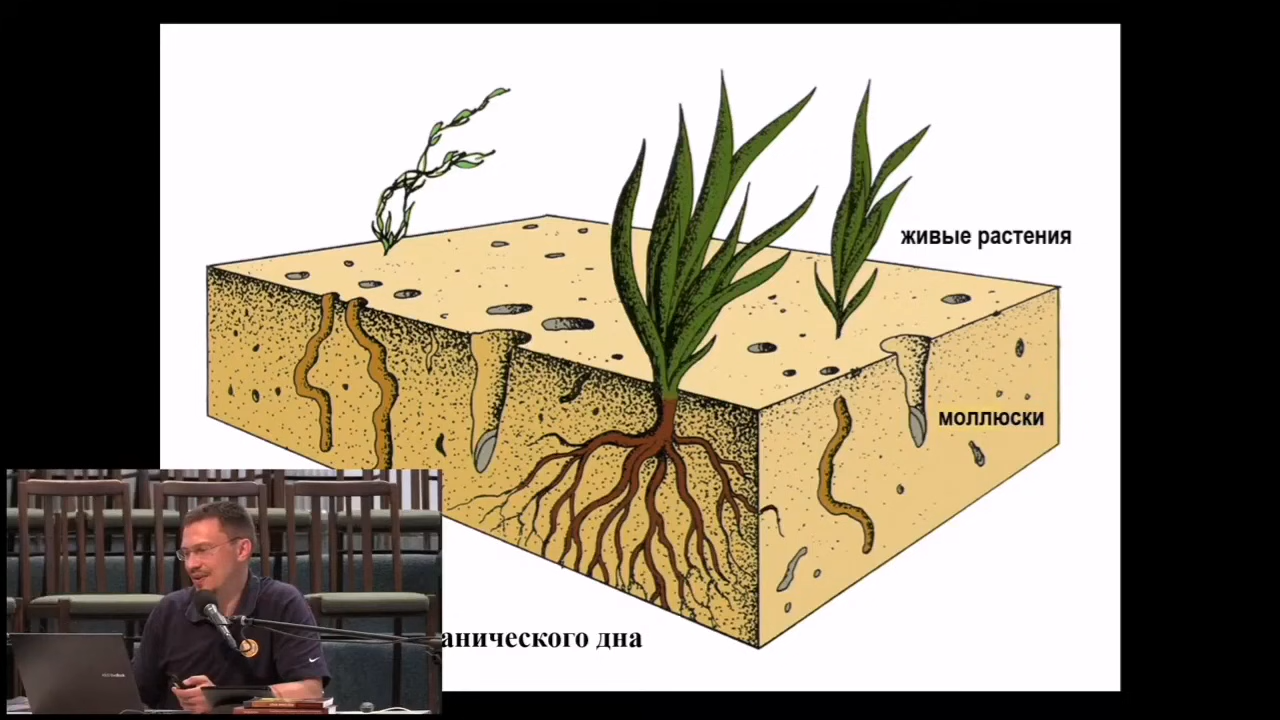 живые растения
моллюски
анического дна